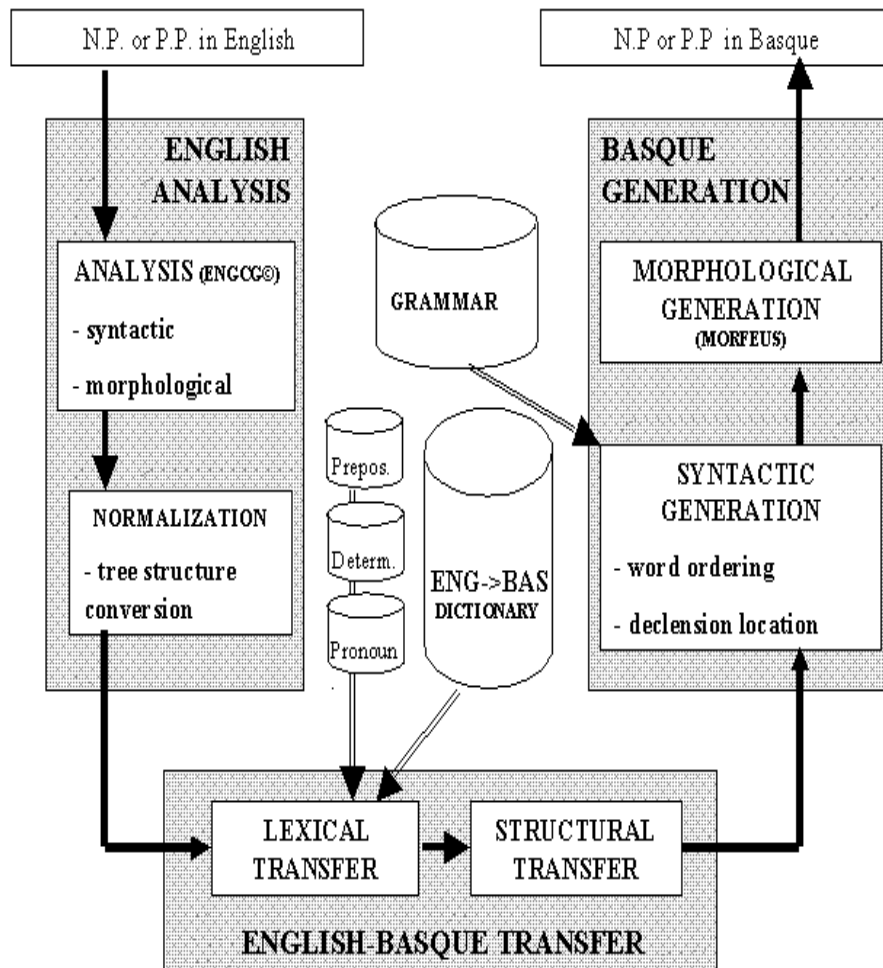 N.P. or P.P. in English
N.P or P.P in Basque
ENGLISH
ANALYSIS
ANALYSIS (ENGCG©)
- syntactic
- morphological
NORMALIZATION
- tree structure
conversion
GRAMMAR
Prepos.
Determ.
Pronoun
ENG->BAS
DICTIONARY
BASQUE
GENERATION
MORPHOLOGICAL
GENERATION
(MORFEUS)
SYNTACTIC
GENERATION
- word ordering
- declension location
LEXICAL
TRANSFER
STRUCTURAL
TRANSFER
ENGLISH-BASQUE TRANSFER